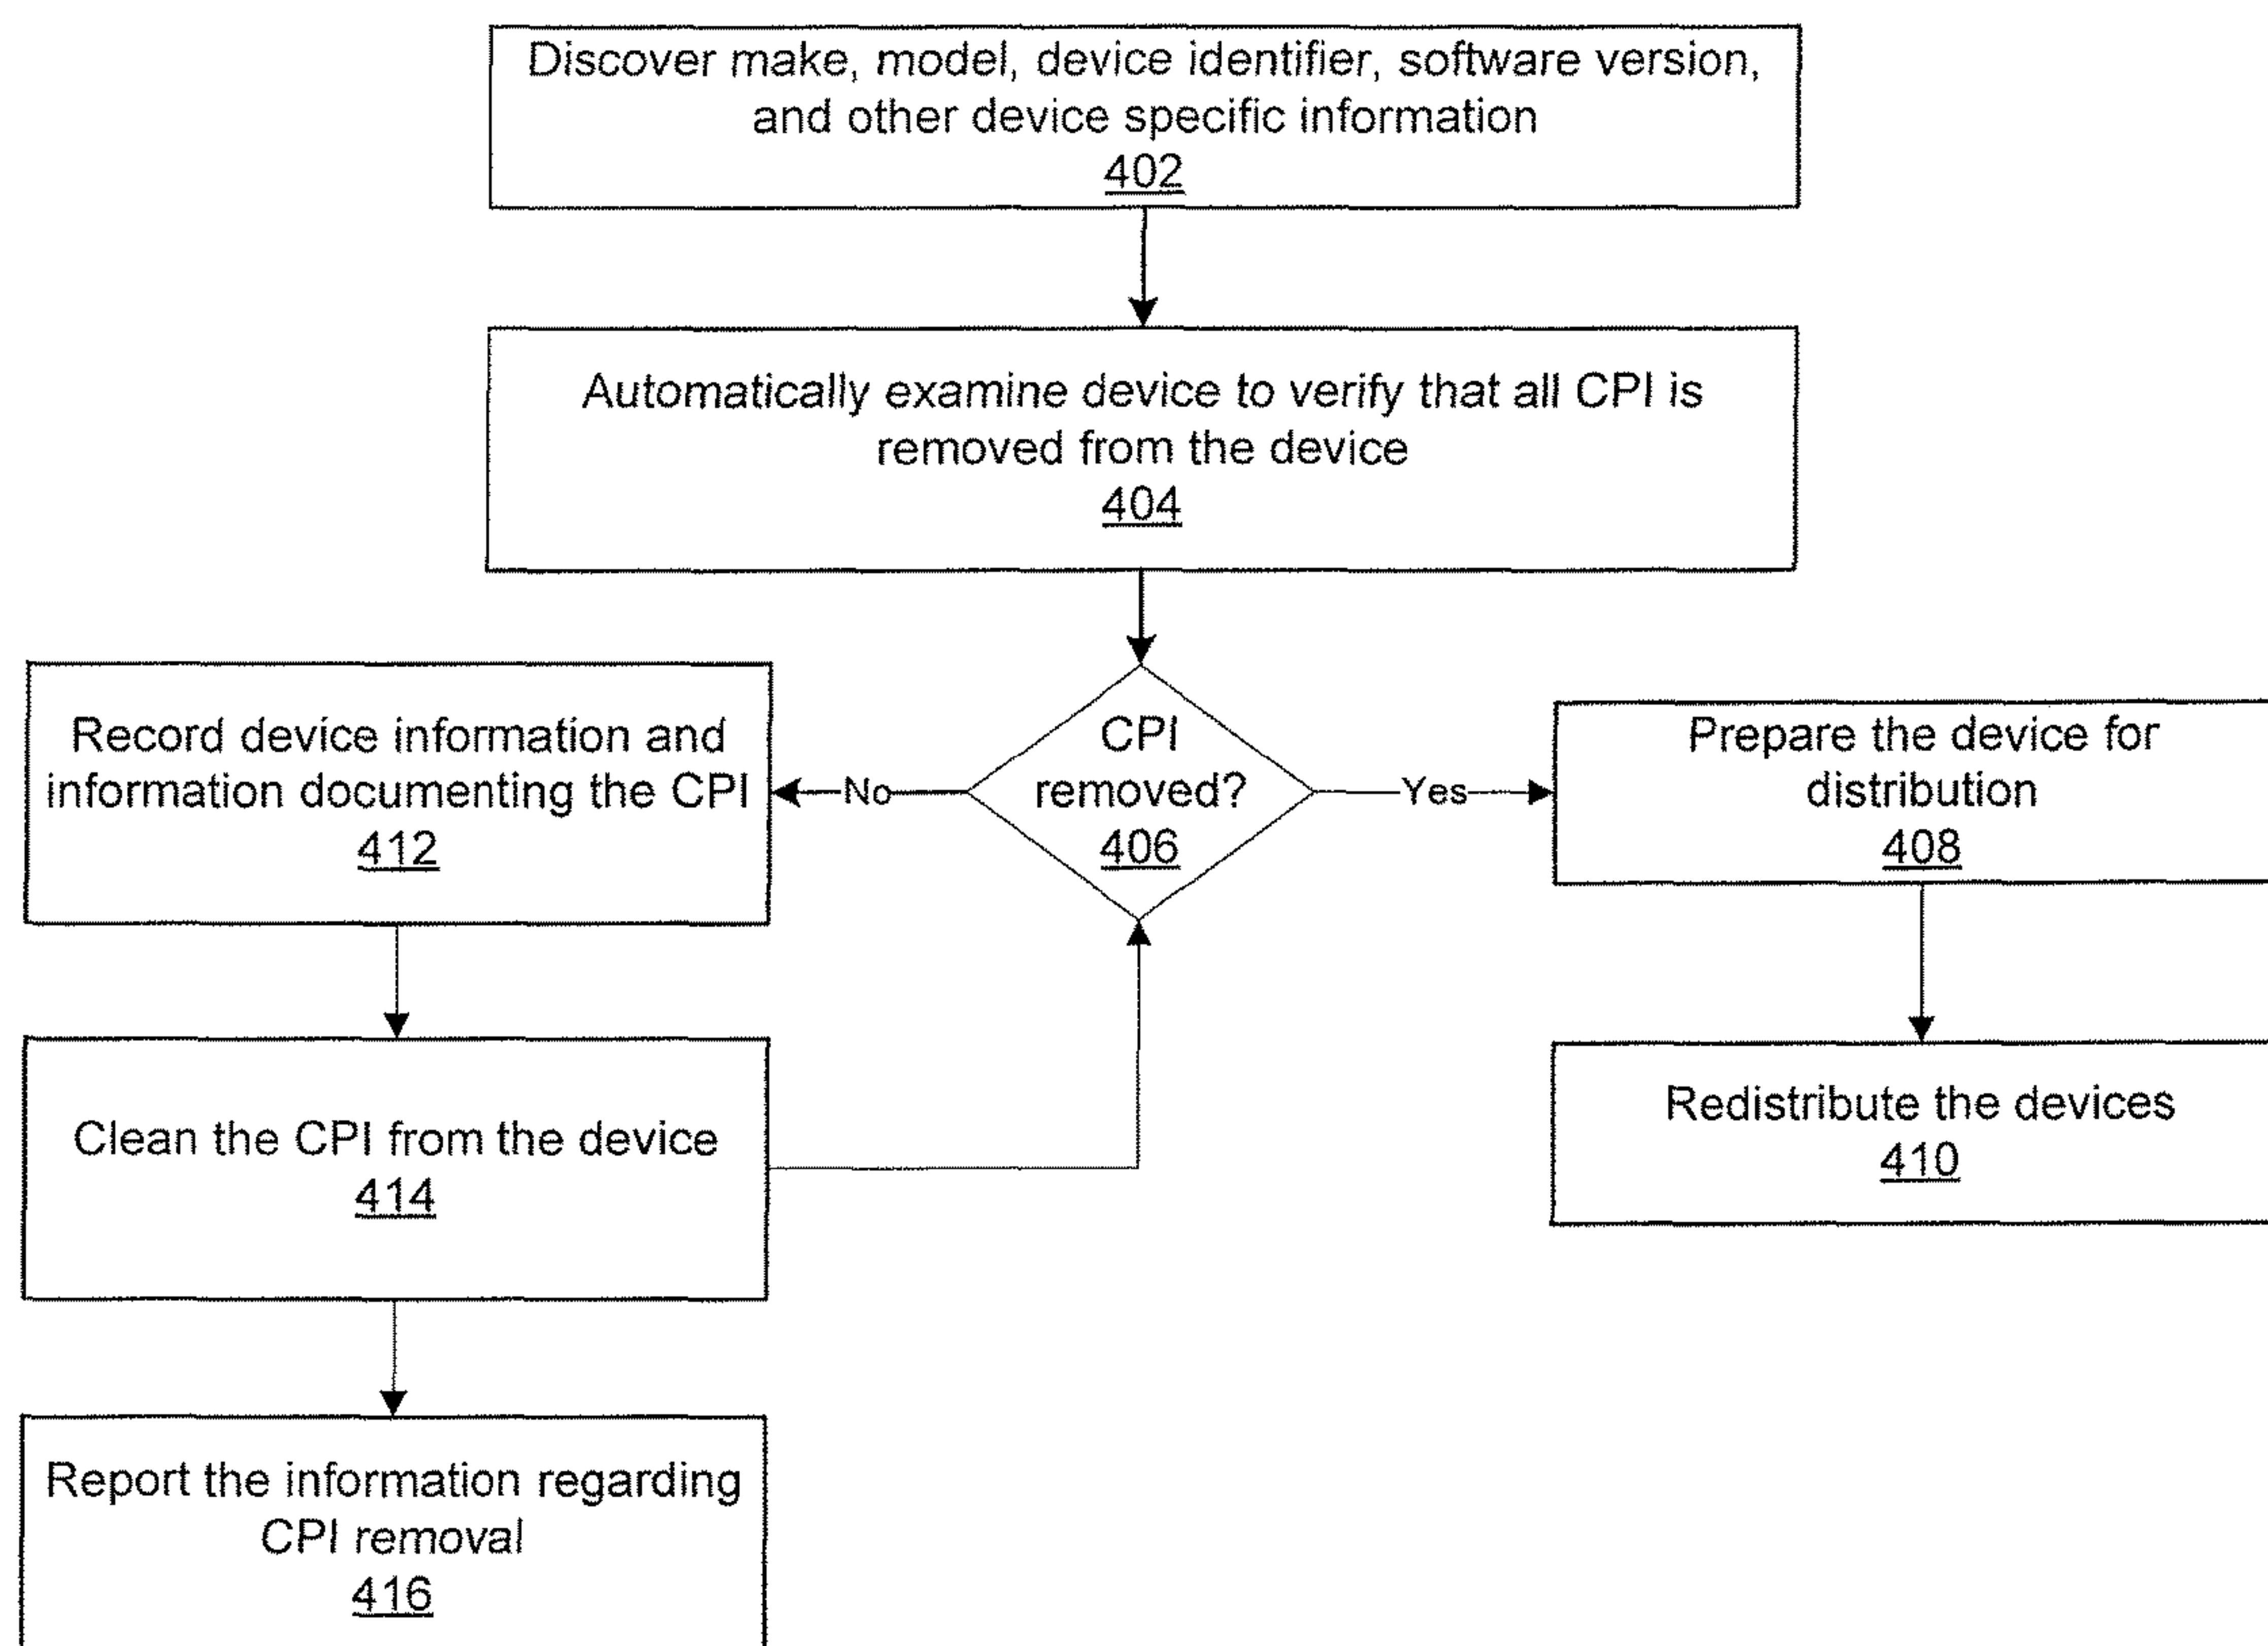 Discover make, model, device identifier, software version,
and other device specific information
402
Automatically examine device to verify that all CPI is
removed from the device
404
CPI
removed?
406
No
Yes
Record device information and
information documenting the CPI
412
Prepare the device for
distribution
408
Clean the CPI from the device
414
Redistribute the devices
410
Report the information regarding
CPI removal
416